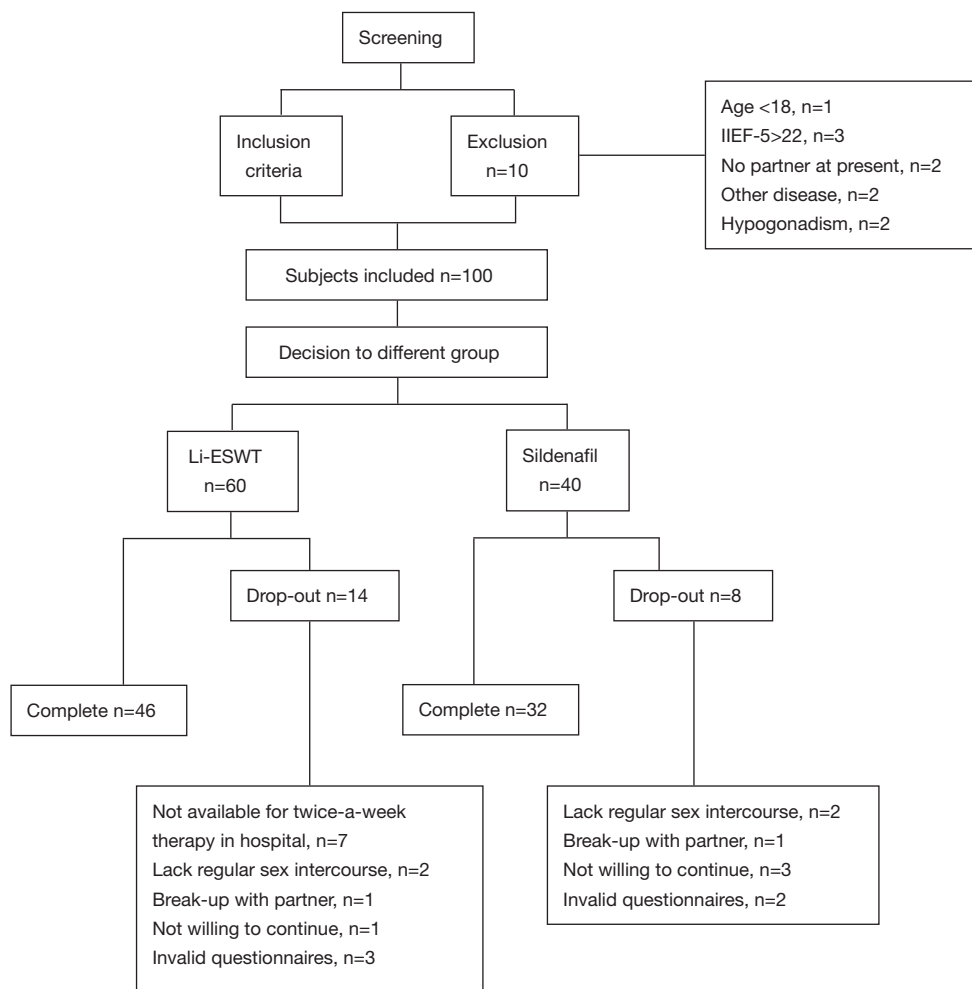 Screening
Inclusion
criteria
Exclusion
n=10
Age <18, n=1
IIEF-5>22, n=3
No partner at present, n=2
Other disease, n=2
Hypogonadism, n=2
Subjects included n=100
Decision to different group
Li-ESWT
n=60
Sildenafil
n=40
Drop-out n=14
Drop-out n=8
Complete n=46
Complete n=32
Not available for twice-a-week
therapy in hospital, n=7
Lack regular sex intercourse, n=2
Break-up with partner, n=1
Not willing to continue, n=1
Invalid questionnaires, n=3
Lack regular sex intercourse, n=2
Break-up with partner, n=1
Not willing to continue, n=3
Invalid questionnaires, n=2